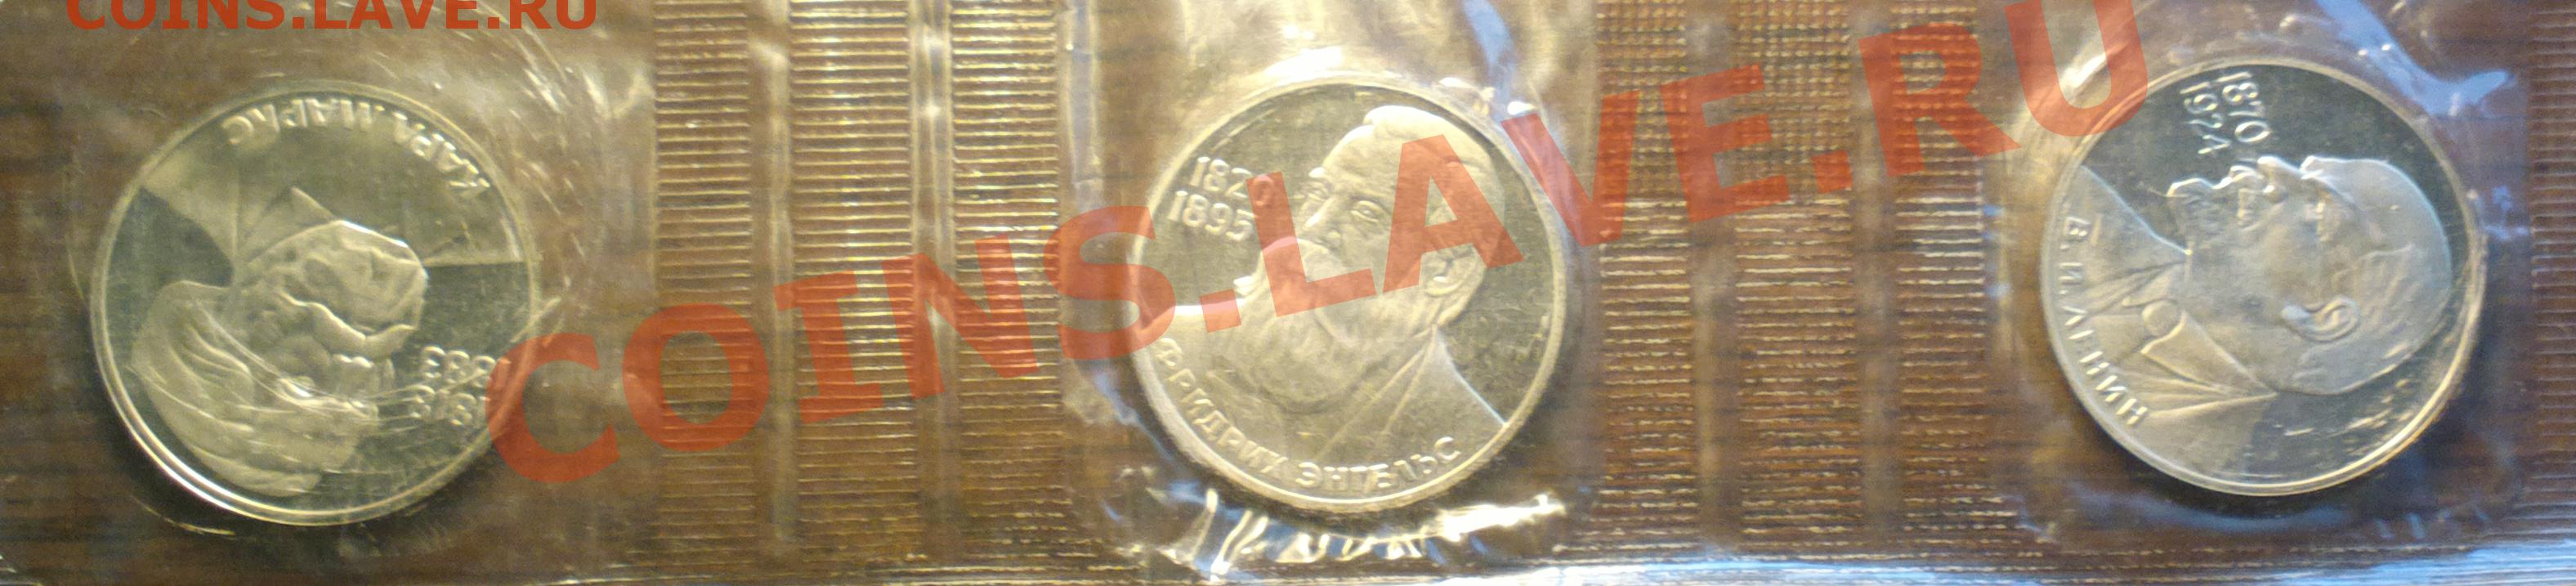 COINS.LAVE.RU
КАРЛ МАРКС
1818
1883
1820
1895
ФРИДРИХ ЭНГЕЛЬС
1870
1924
В.И.ЛЕНИН
COINS.LAVE.RU